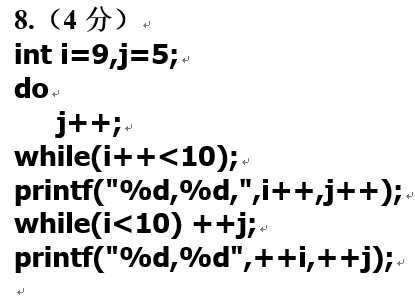 8.（4 分）
int i=9,j=5;
do
j++;
while(i++<10);
printf("%d,%d,",i++,j++);
while(i<10) ++j;
printf("%d,%d",++i,++j);